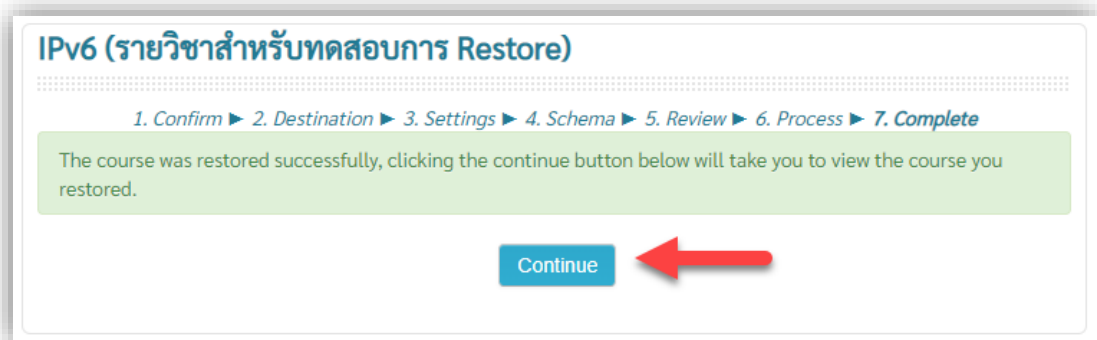 IPv6 (รายวิชาสำหรับทดสอบการ Restore)
1. Confirm ► 2. Destination ► 3. Settings ► 4. Schema ► 5. Review ► 6. Process ► 7. Complete
The course was restored successfully, clicking the continue button below will take you to view the course you
restored.
Continue